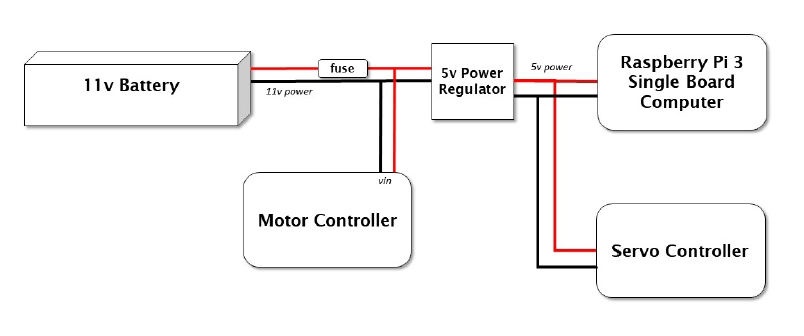 11v Battery
fuse
11v power
5v Power
Regulator
5v power
Raspberry Pi 3
Single Board
Computer
vin
Motor Controller
Servo Controller